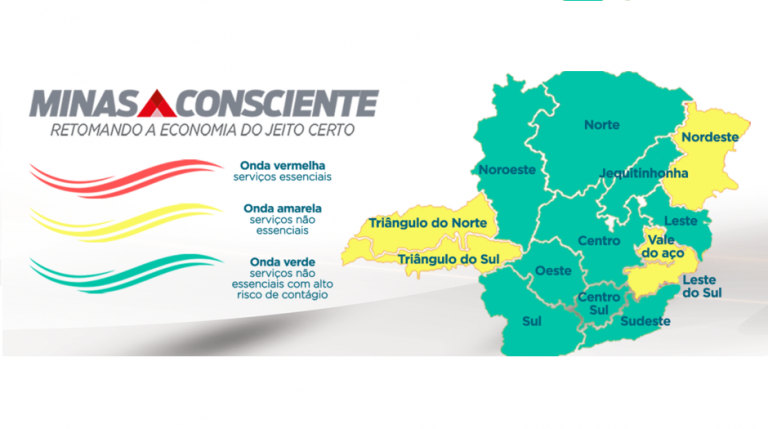 MINAS CONSCIENTE
RETOMANDO A ECONOMIA DO JEITO CERTO
Onda vermelha
serviços essenciais
Onda amarela
serviços não
essenciais
Onda verde
serviços não
essenciais com alto
risco de contágio
Norte
Nordeste
Noroeste
Jequitinhonha
Triângulo do Norte
Leste
Centro
Vale
do aço
Triângulo do Sul
Oeste
Leste
do Sul
Centro
Sul
Sul
Sudeste